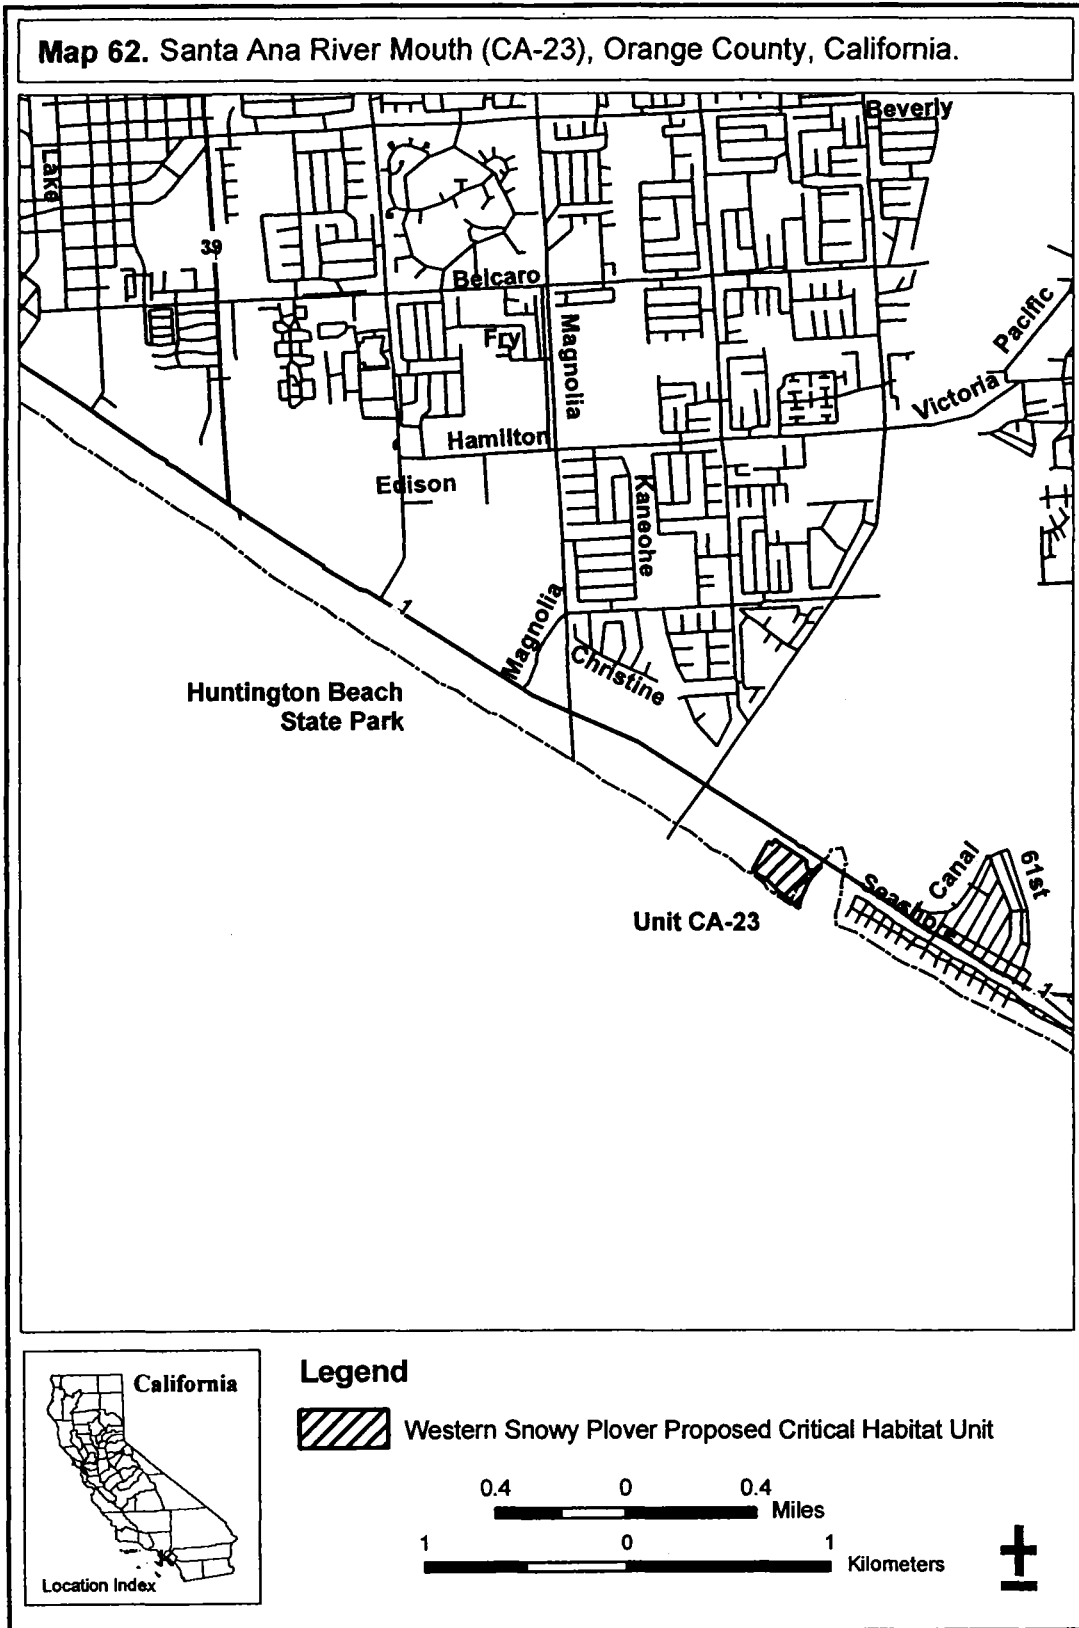 Map 62. Santa Ana River Mouth (CA-23), Orange County, California.
Beverly
Lake
39
Belcaro
Pacific
Fry
Magnolia
Victoria
Hamilton
Edison
Kaneohe
1
Magnolia
Christine
Huntington Beach
State Park
Canal
61st
Seashore
Unit CA-23
1
California
Location Index
Legend
Western Snowy Plover Proposed Critical Habitat Unit
0.4 0 0.4
Miles
1 0 1
Kilometers